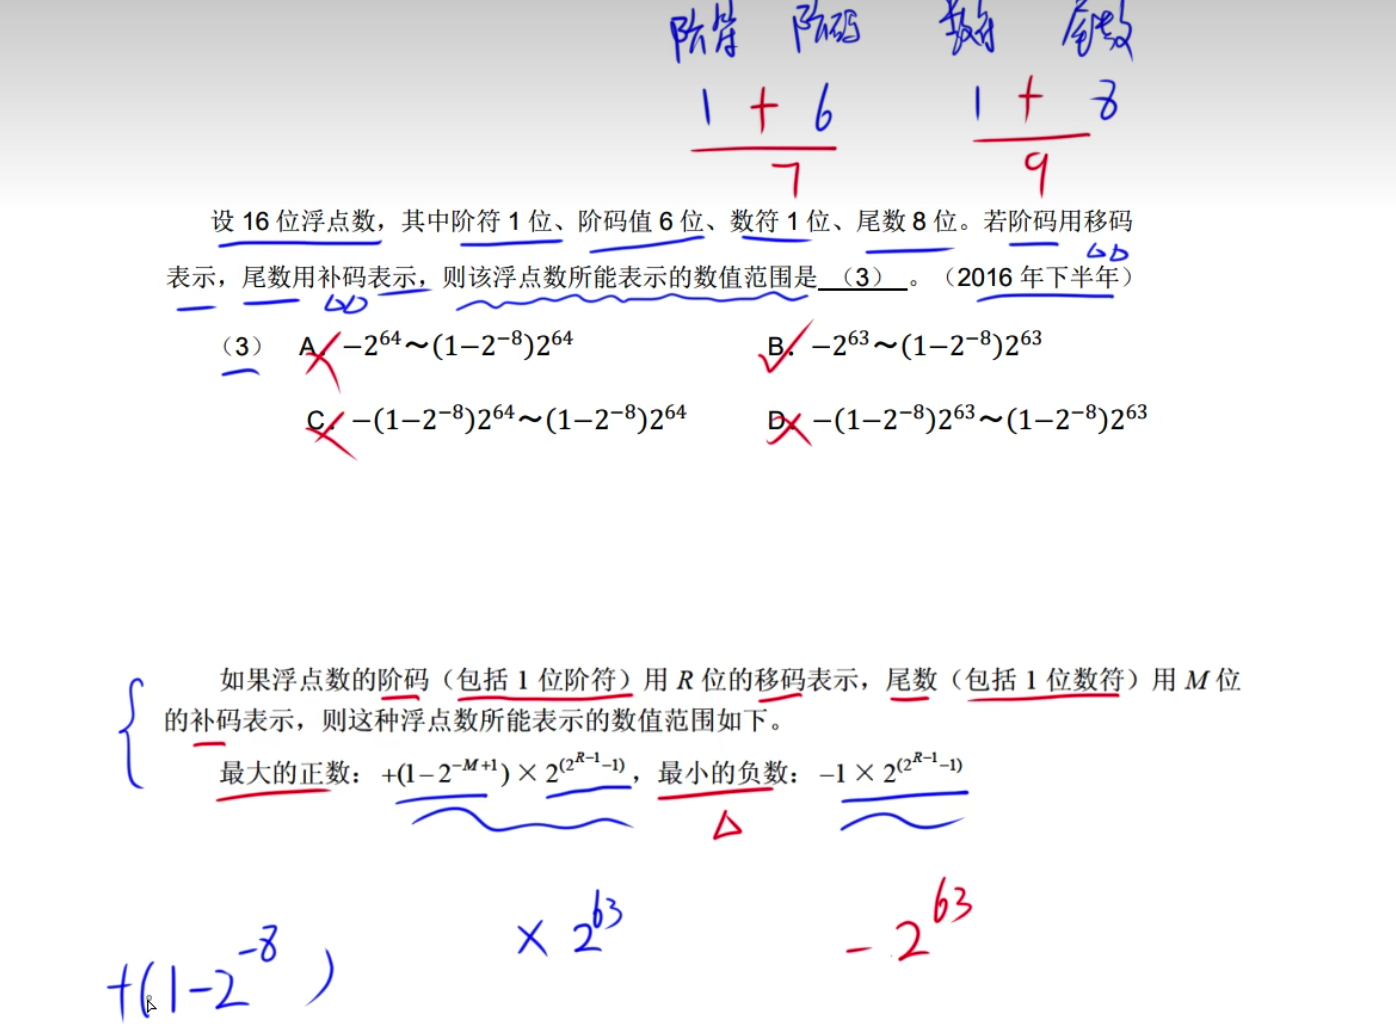 阶符 阶码 数符 尾数
1 + 6 1 + 8
7 9
设 16 位浮点数，其中阶符 1 位、阶码值 6 位、数符 1 位、尾数 8 位。若阶码用移码
表示，尾数用补码表示，则该浮点数所能表示的数值范围是 （3） 。（2016 年下半年）
（3） A. −2^64～(1−2^−8)2^64 B. −2^63～(1−2^−8)2^63
C. −(1−2^−8)2^64～(1−2^−8)2^64 D. −(1−2^−8)2^63～(1−2^−8)2^63
如果浮点数的阶码（包括 1 位阶符）用 R 位的移码表示，尾数（包括 1 位数符）用 M 位
的补码表示，则这种浮点数所能表示的数值范围如下。
最大的正数：+(1−2^−M+1)×2^(2^R−1−1)，最小的负数：−1×2^(2^R−1−1)
+(1−2^−8) × 2^63 −2^63